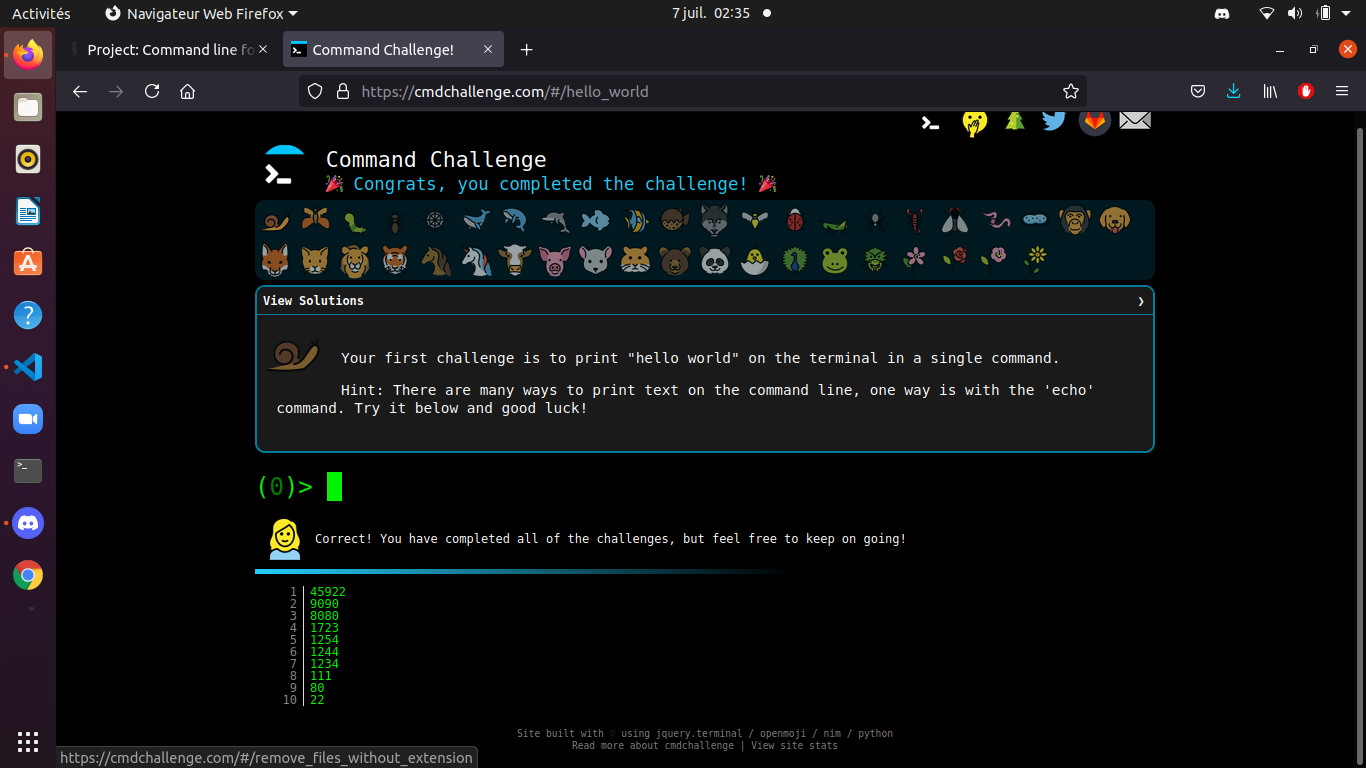 Activités
Navigateur Web Firefox
7 juil. 02:35
Project: Command line fo
Command Challenge!
https://cmdchallenge.com/#/hello_world
Command Challenge
Congrats, you completed the challenge!
View Solutions
Your first challenge is to print "hello world" on the terminal in a single command.
Hint: There are many ways to print text on the command line, one way is with the 'echo'
command. Try it below and good luck!
(0)>
Correct! You have completed all of the challenges, but feel free to keep on going!
1 45922
2 9090
3 8080
4 1723
5 1254
6 1244
7 1234
8 111
9 80
10 22
Site built with ♡ using jquery.terminal / openmoji / nim / python
Read more about cmdchallenge | View site stats
https://cmdchallenge.com/#/remove_files_without_extension